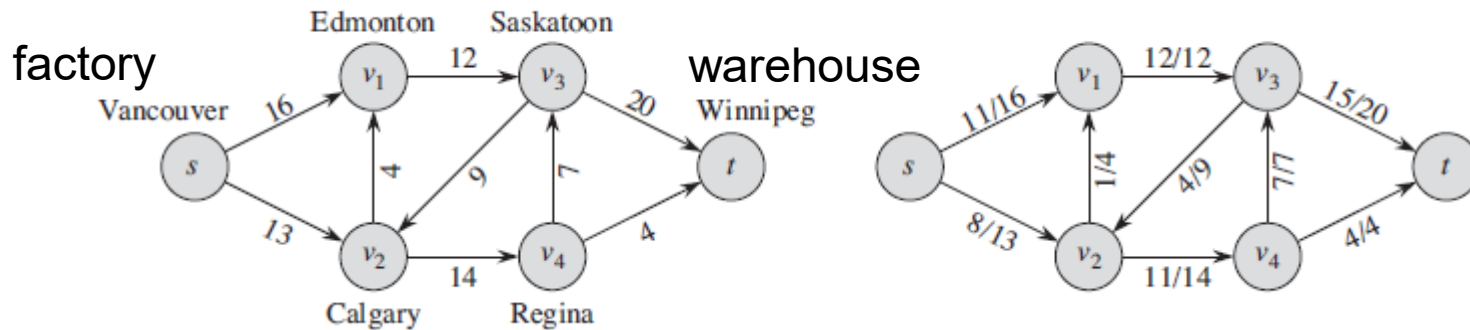 factory
Vancouver
Edmonton
Saskatoon
Calgary
Regina
s
v1
v2
v3
v4
t
16
13
12
4
9
14
7
20
4
warehouse
Winnipeg
s
v1
v2
v3
v4
t
11/16
8/13
12/12
1/4
4/9
11/14
7/7
15/20
4/4